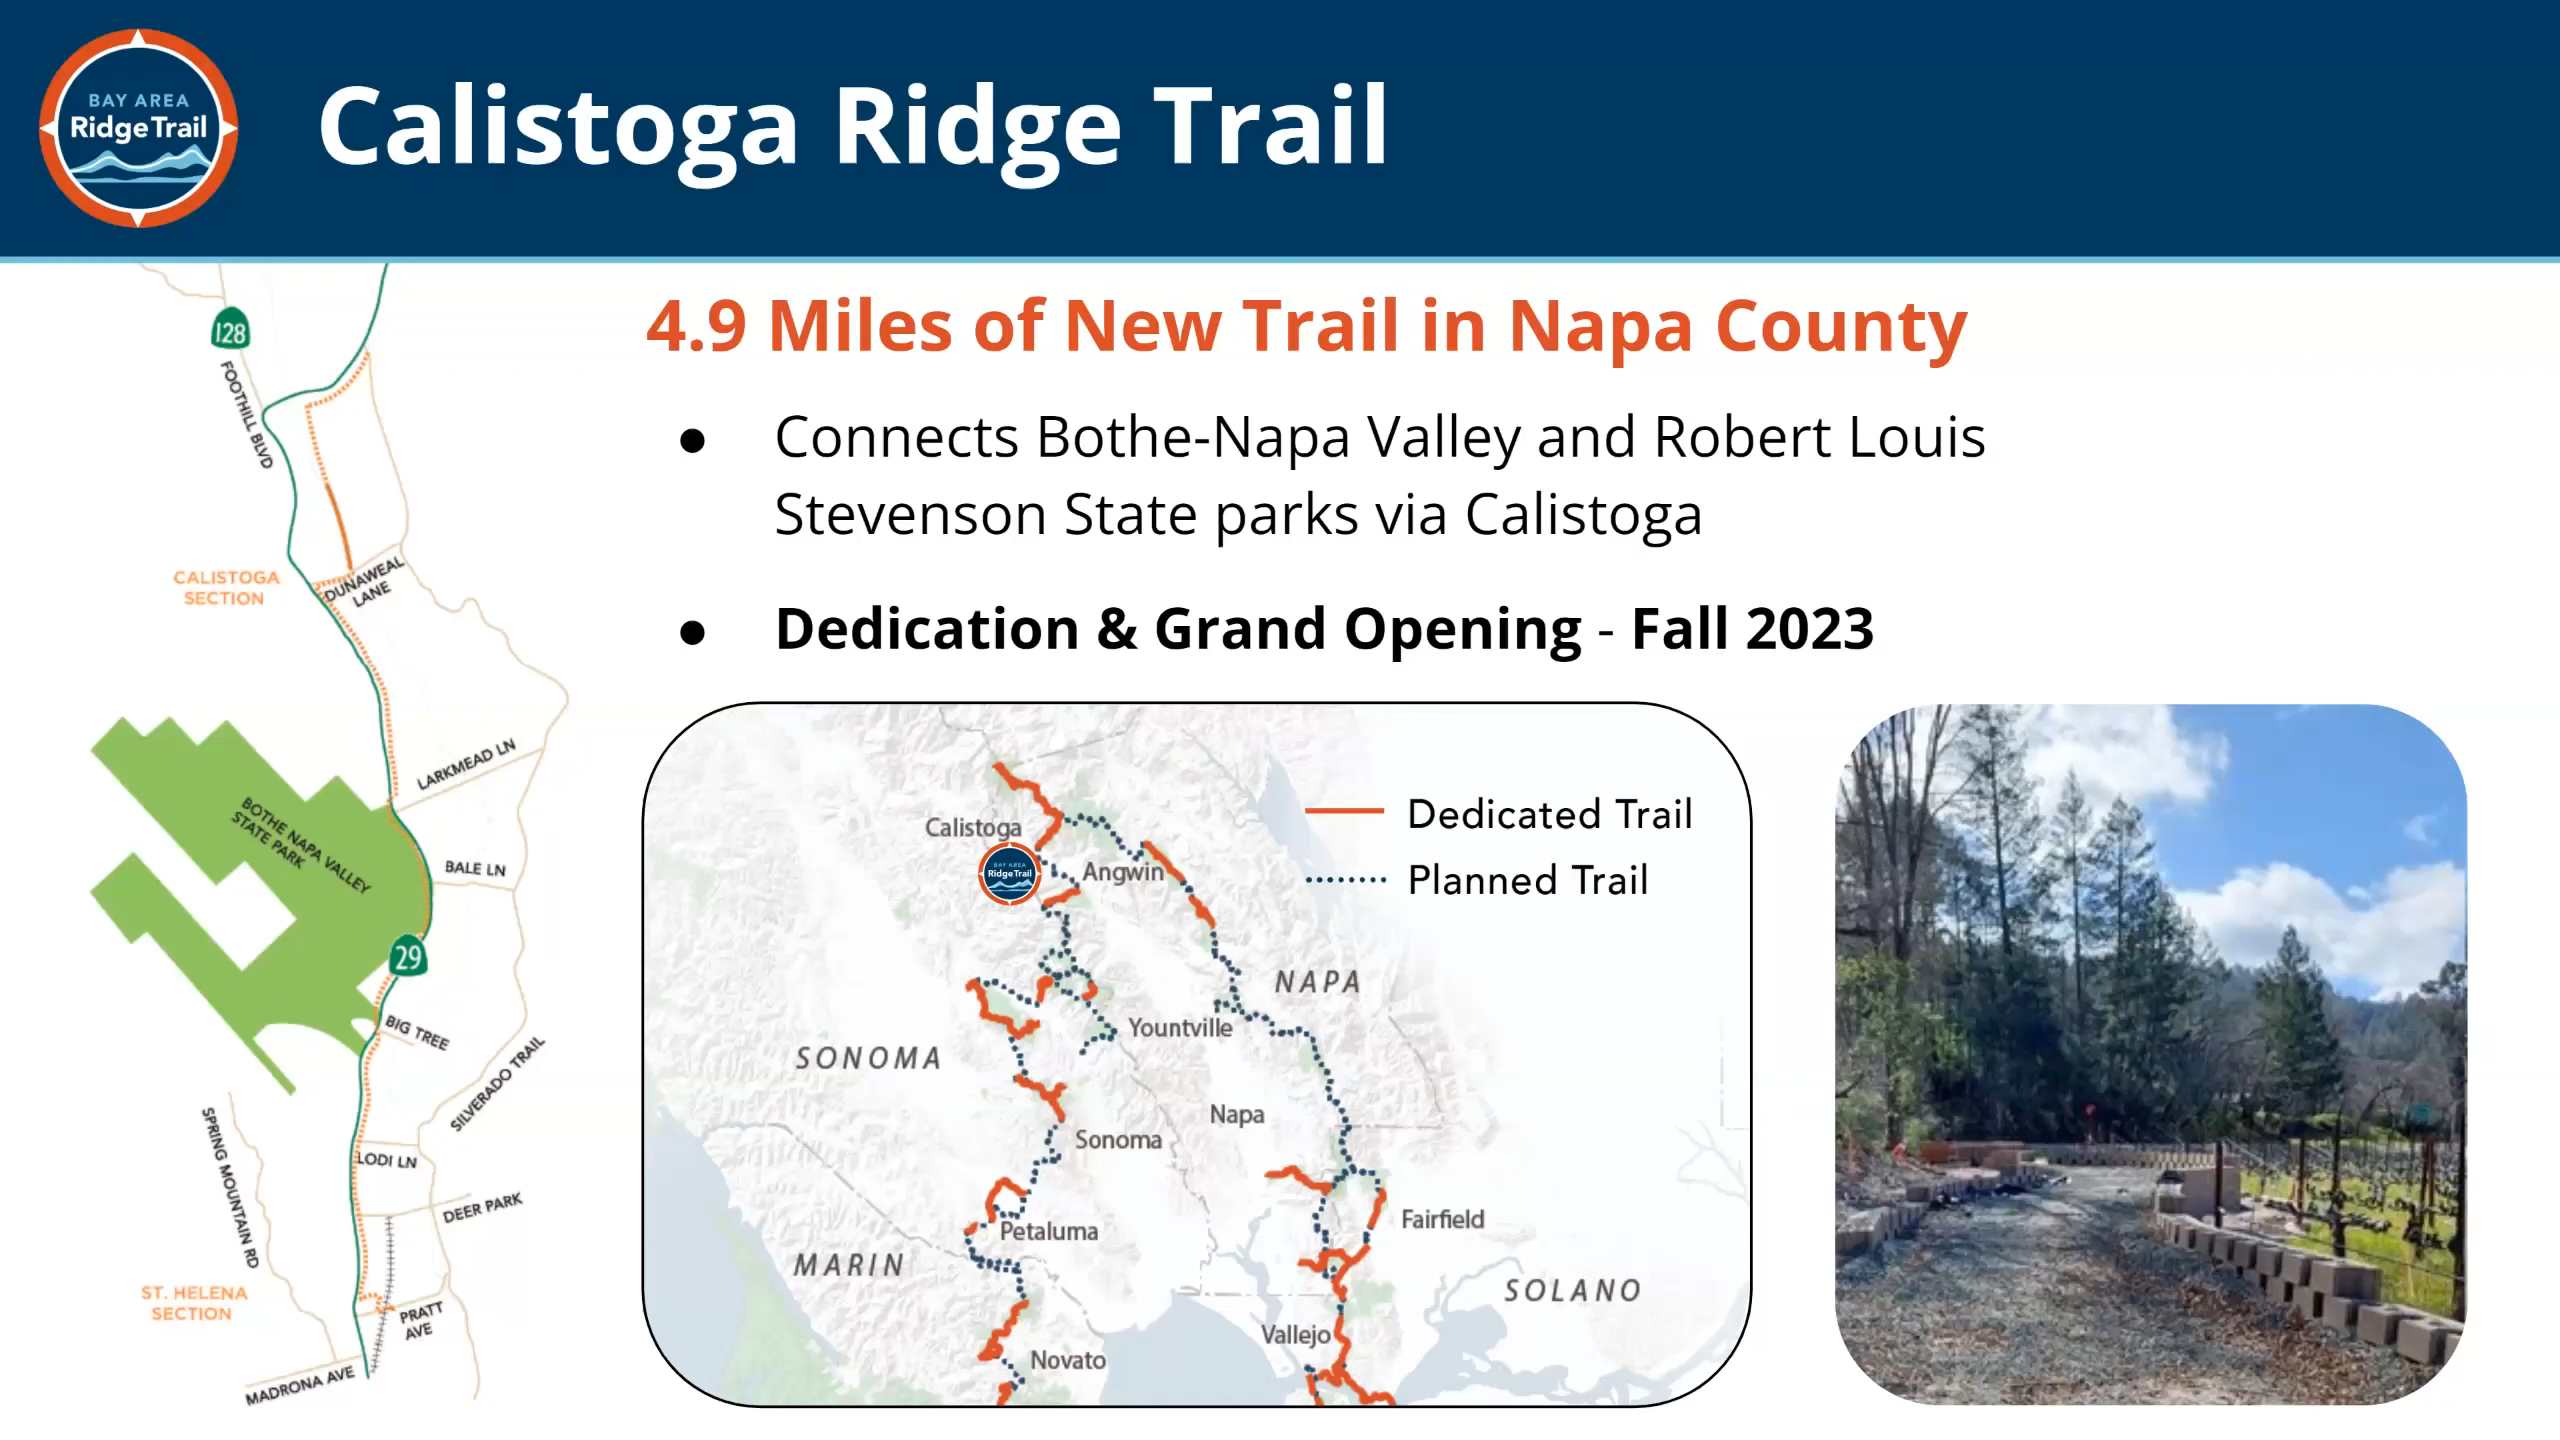 BAY AREA
RidgeTrail
Calistoga Ridge Trail
4.9 Miles of New Trail in Napa County
● Connects Bothe-Napa Valley and Robert Louis
Stevenson State parks via Calistoga
● Dedication & Grand Opening - Fall 2023
128
FOOTHILL BLVD
CALISTOGA
SECTION
DUNAWEAL
LANE
LARKMEAD LN
BOTHE NAPA VALLEY
STATE PARK
BALE LN
29
BIG TREE
SILVERADO TRAIL
SPRING MOUNTAIN RD
LODI LN
DEER PARK
ST. HELENA
SECTION
PRATT
AVE
MADRONA AVE
Dedicated Trail
Planned Trail
Calistoga
BAY AREA
RidgeTrail
Angwin
NAPA
Yountville
SONOMA
Napa
Sonoma
Petaluma
Fairfield
MARIN
SOLANO
Vallejo
Novato